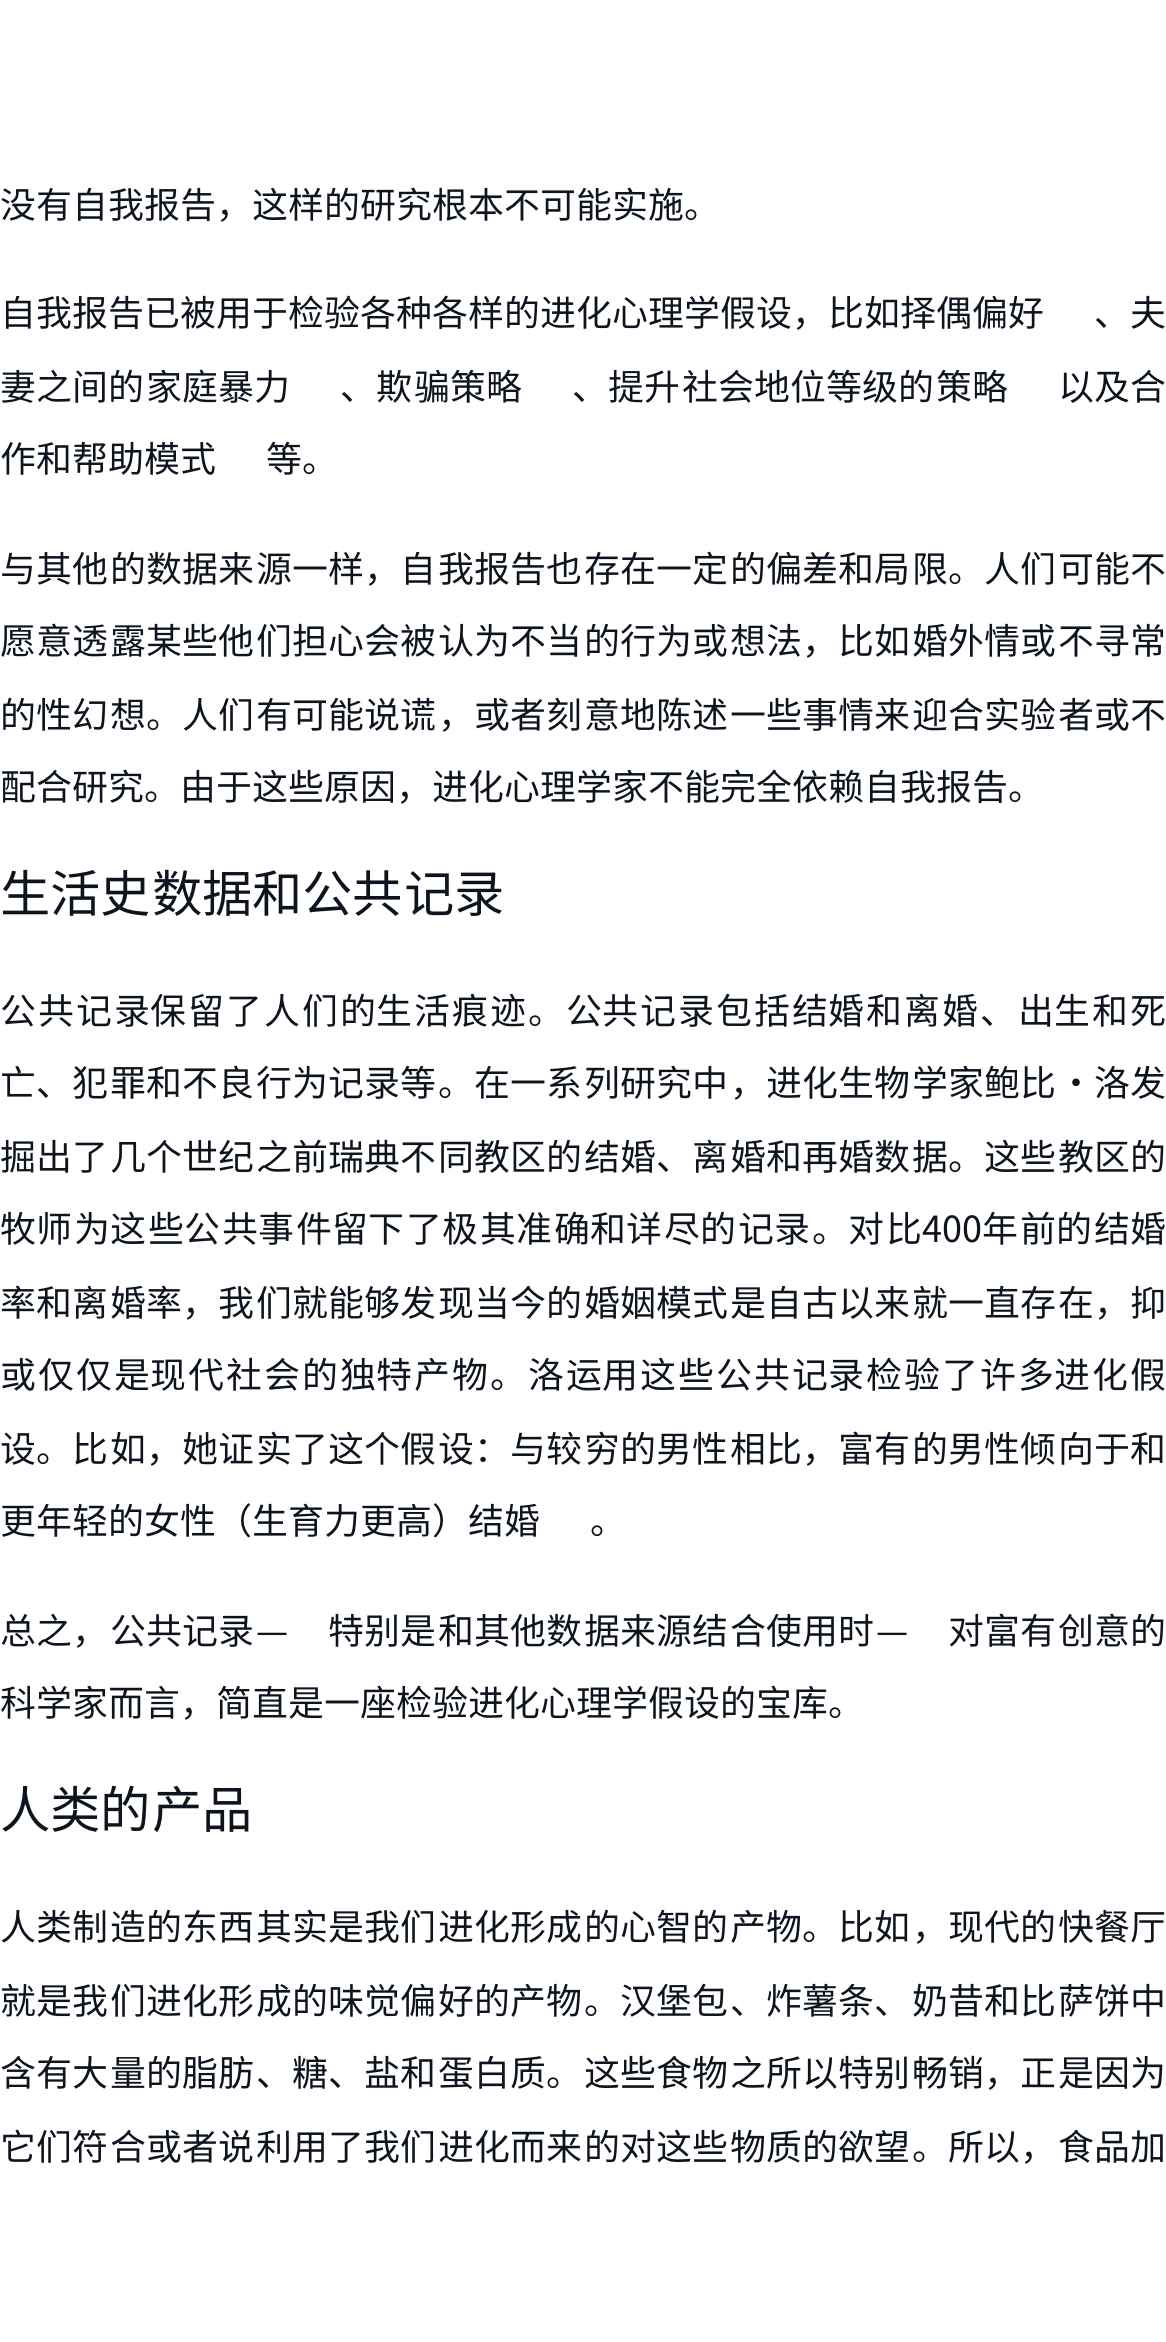 没有自我报告，这样的研究根本不可能实施。
自我报告已被用于检验各种各样的进化心理学假设，比如择偶偏好 、夫
妻之间的家庭暴力 、欺骗策略 、提升社会地位等级的策略 以及合
作和帮助模式 等。
与其他的数据来源一样，自我报告也存在一定的偏差和局限。人们可能不
愿意透露某些他们担心会被认为不当的行为或想法，比如婚外情或不寻常
的性幻想。人们有可能说谎，或者刻意地陈述一些事情来迎合实验者或不
配合研究。由于这些原因，进化心理学家不能完全依赖自我报告。
生活史数据和公共记录
公共记录保留了人们的生活痕迹。公共记录包括结婚和离婚、出生和死
亡、犯罪和不良行为记录等。在一系列研究中，进化生物学家鲍比·洛发
掘出了几个世纪之前瑞典不同教区的结婚、离婚和再婚数据。这些教区的
牧师为这些公共事件留下了极其准确和详尽的记录。对比400年前的结婚
率和离婚率，我们就能够发现当今的婚姻模式是自古以来就一直存在，抑
或仅仅是现代社会的独特产物。洛运用这些公共记录检验了许多进化假
设。比如，她证实了这个假设：与较穷的男性相比，富有的男性倾向于和
更年轻的女性（生育力更高）结婚 。
总之，公共记录— 特别是和其他数据来源结合使用时— 对富有创意的
科学家而言，简直是一座检验进化心理学假设的宝库。
人类的产品
人类制造的东西其实是我们进化形成的心智的产物。比如，现代的快餐厅
就是我们进化形成的味觉偏好的产物。汉堡包、炸薯条、奶昔和比萨饼中
含有大量的脂肪、糖、盐和蛋白质。这些食物之所以特别畅销，正是因为
它们符合或者说利用了我们进化而来的对这些物质的欲望。所以，食品加